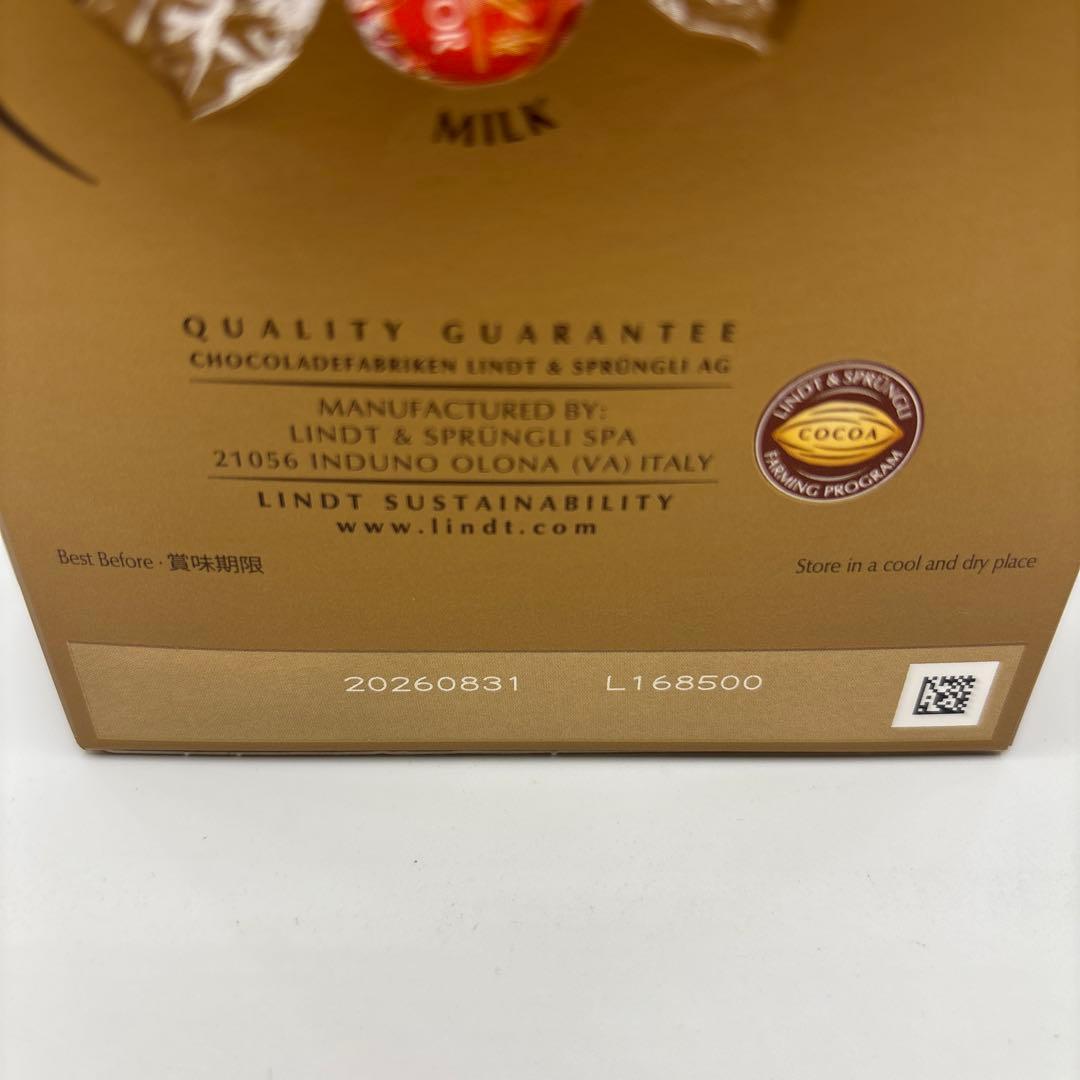 OR
MILK
QUALITY GUARANTEE
CHOCOLADEFABRIKEN LINDT & SPRÜNGLI AG
MANUFACTURED BY:
LINDT & SPRÜNGLI SPA
21056 INDUNO OLONA (VA) ITALY
LINDT SUSTAINABILITY
www.lindt.com
LINDT & SPRÜNGLI
COCOA
FARMING PROGRAM
Best Before · 賞味期限
Store in a cool and dry place
20260831 L168500